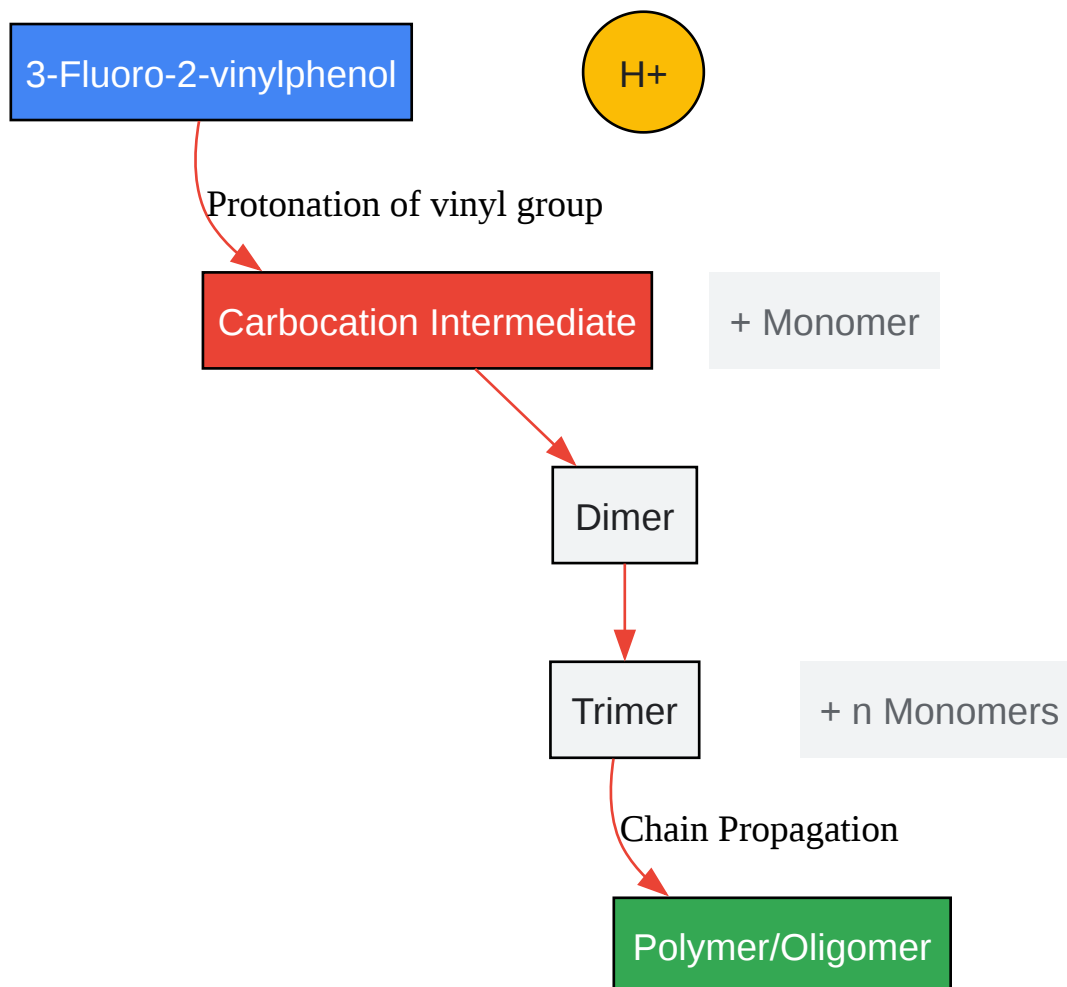 3-Fluoro-2-vinylphenol
H+
Protonation of vinyl group
Carbocation Intermediate
+ Monomer
Dimer
Trimer
+ n Monomers
Chain Propagation
Polymer/Oligomer